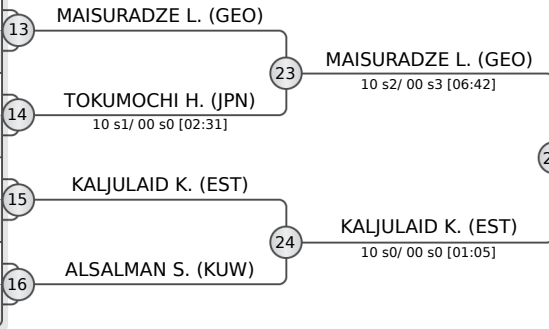 MAISURADZE L. (GEO)
13
23
MAISURADZE L. (GEO)
10 s2/ 00 s3 [06:42]
TOKUMOCHI H. (JPN)
14
10 s1/ 00 s0 [02:31]
KALJULAID K. (EST)
15
24
KALJULAID K. (EST)
10 s0/ 00 s0 [01:05]
ALSALMAN S. (KUW)
16